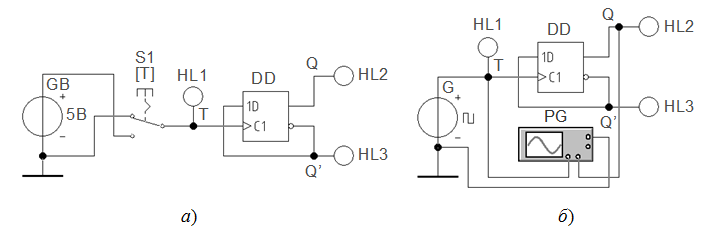 S1
[T]
GB
+
5В
−
HL1
T
DD
1D
C1
Q
HL2
HL3
Q'
а)
HL1
T
G
+
−
DD
1D
C1
Q
HL2
HL3
Q'
PG
б)